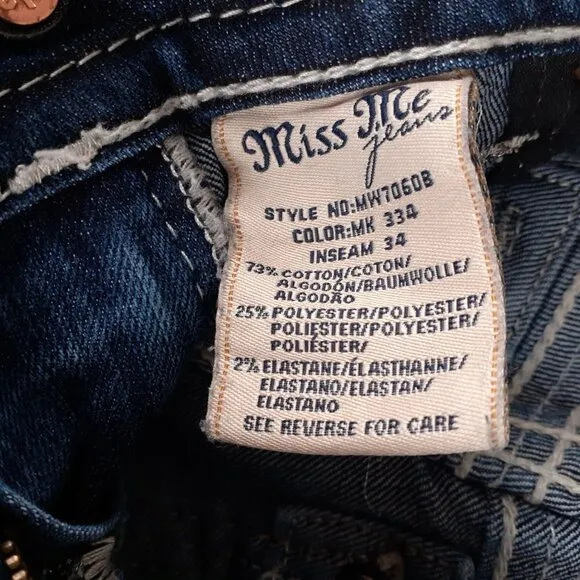 Miss Me
jeans
STYLE NO:MW7060B
COLOR:MK 334
INSEAM 34
73% COTTON/COTON/
ALGODÓN/BAUMWOLLE/
ALGODÃO
25% POLYESTER/POLYESTER/
POLIÉSTER/POLYESTER/
POLIÉSTER/
2% ELASTANE/ÉLASTHANNE/
ELASTANO/ELASTAN/
ELASTANO
SEE REVERSE FOR CARE